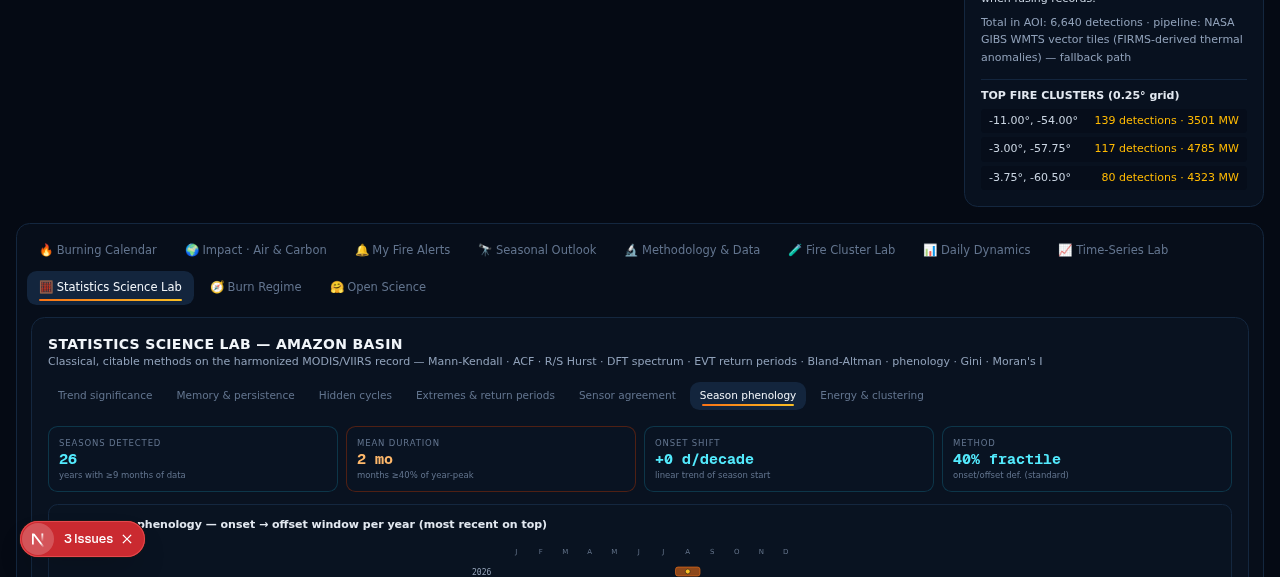 Total in AOI: 6,640 detections · pipeline: NASA
GIBS WMTS vector tiles (FIRMS-derived thermal
anomalies) — fallback path
TOP FIRE CLUSTERS (0.25° grid)
-11.00°, -54.00° 139 detections · 3501 MW
-3.00°, -57.75° 117 detections · 4785 MW
-3.75°, -60.50° 80 detections · 4323 MW
Burning Calendar Impact · Air & Carbon My Fire Alerts Seasonal Outlook Methodology & Data Fire Cluster Lab Daily Dynamics Time-Series Lab
Statistics Science Lab Burn Regime Open Science
STATISTICS SCIENCE LAB — AMAZON BASIN
Classical, citable methods on the harmonized MODIS/VIIRS record — Mann-Kendall · ACF · R/S Hurst · DFT spectrum · EVT return periods · Bland-Altman · phenology · Gini · Moran's I
Trend significance Memory & persistence Hidden cycles Extremes & return periods Sensor agreement Season phenology Energy & clustering
SEASONS DETECTED
26
years with ≥9 months of data
MEAN DURATION
2 mo
months ≥40% of year-peak
ONSET SHIFT
+0 d/decade
linear trend of season start
METHOD
40% fractile
onset/offset def. (standard)
phenology — onset → offset window per year (most recent on top)
J F M A M J J A S O N D
2026
N 3 Issues